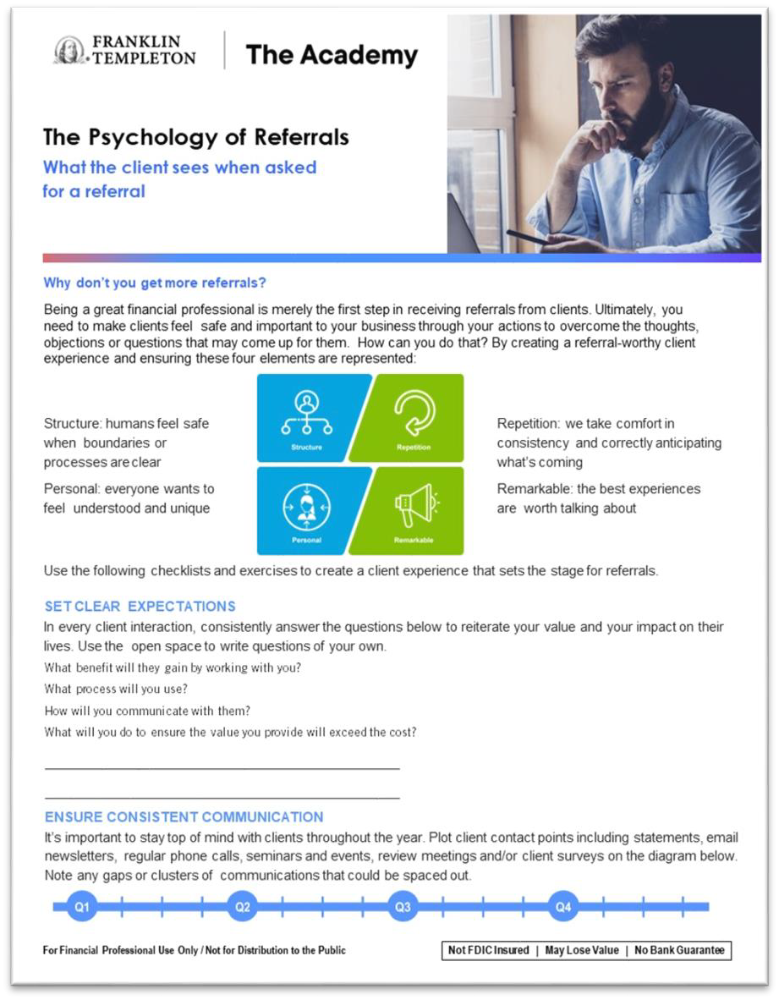 FRANKLIN
TEMPLETON
The Academy
The Psychology of Referrals
What the client sees when asked
for a referral
Why don't you get more referrals?
Being a great financial professional is merely the first step in receiving referrals from clients. Ultimately, you
need to make clients feel safe and important to your business through your actions to overcome the thoughts,
objections or questions that may come up for them. How can you do that? By creating a referral-worthy client
experience and ensuring these four elements are represented:
Structure: humans feel safe
when boundaries or
processes are clear
Personal: everyone wants to
feel understood and unique
Structure
Repetition
Personal
Remarkable
Repetition: we take comfort in
consistency and correctly anticipating
what's coming
Remarkable: the best experiences
are worth talking about
Use the following checklists and exercises to create a client experience that sets the stage for referrals.
SET CLEAR EXPECTATIONS
In every client interaction, consistently answer the questions below to reiterate your value and your impact on their
lives. Use the open space to write questions of your own.
What benefit will they gain by working with you?
What process will you use?
How will you communicate with them?
What will you do to ensure the value you provide will exceed the cost?
ENSURE CONSISTENT COMMUNICATION
It's important to stay top of mind with clients throughout the year. Plot client contact points including statements, email
newsletters, regular phone calls, seminars and events, review meetings and/or client surveys on the diagram below.
Note any gaps or clusters of communications that could be spaced out.
Q1 Q2 Q3 Q4
For Financial Professional Use Only / Not for Distribution to the Public
Not FDIC Insured | May Lose Value | No Bank Guarantee